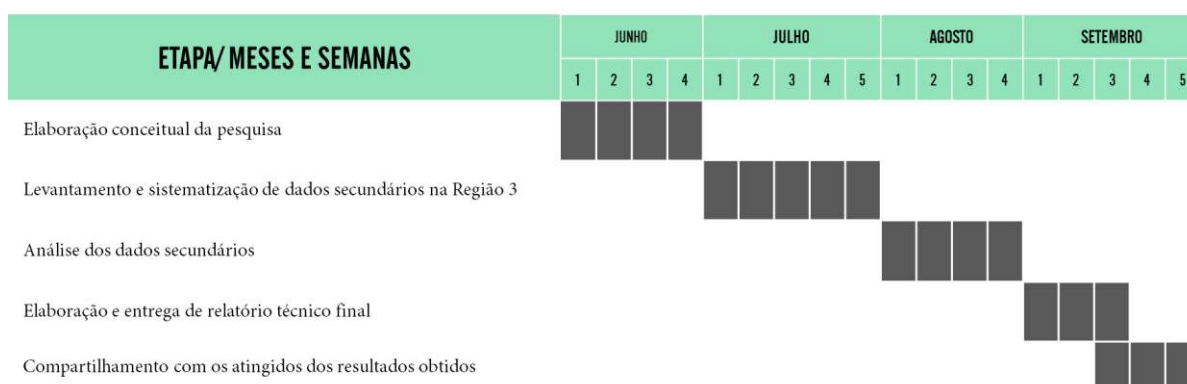 ETAPA/ MESES E SEMANAS
JUNHO JULHO AGOSTO SETEMBRO
1 2 3 4 1 2 3 4 5 1 2 3 4 1 2 3 4 5
Elaboração conceitual da pesquisa
Levantamento e sistematização de dados secundários na Região 3
Análise dos dados secundários
Elaboração e entrega de relatório técnico final
Compartilhamento com os atingidos dos resultados obtidos